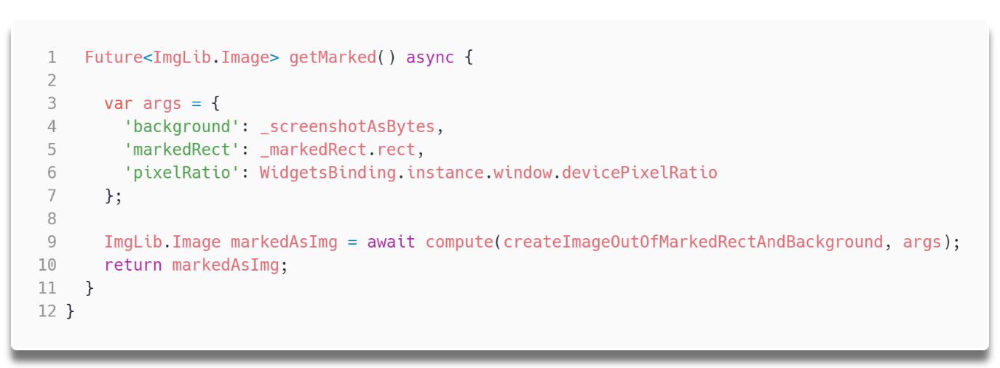 1 Future<ImgLib.Image> getMarked() async {
2
3 var args = {
4 'background': _screenshotAsBytes,
5 'markedRect': _markedRect.rect,
6 'pixelRatio': WidgetsBinding.instance.window.devicePixelRatio
7 };
8
9 ImgLib.Image markedAsImg = await compute(createImageOutOfMarkedRectAndBackground, args);
10 return markedAsImg;
11 }
12 }